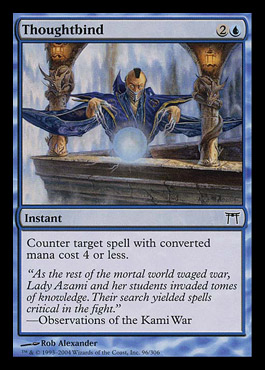 Thoughtbind 2
Instant
Counter target spell with converted
mana cost 4 or less.
"As the rest of the mortal world waged war,
Lady Azami and her students invaded tomes
of knowledge. Their search yielded spells
critical in the fight."
—Observations of the Kami War
Rob Alexander
™ & © 1993-2004 Wizards of the Coast, Inc. 96/306